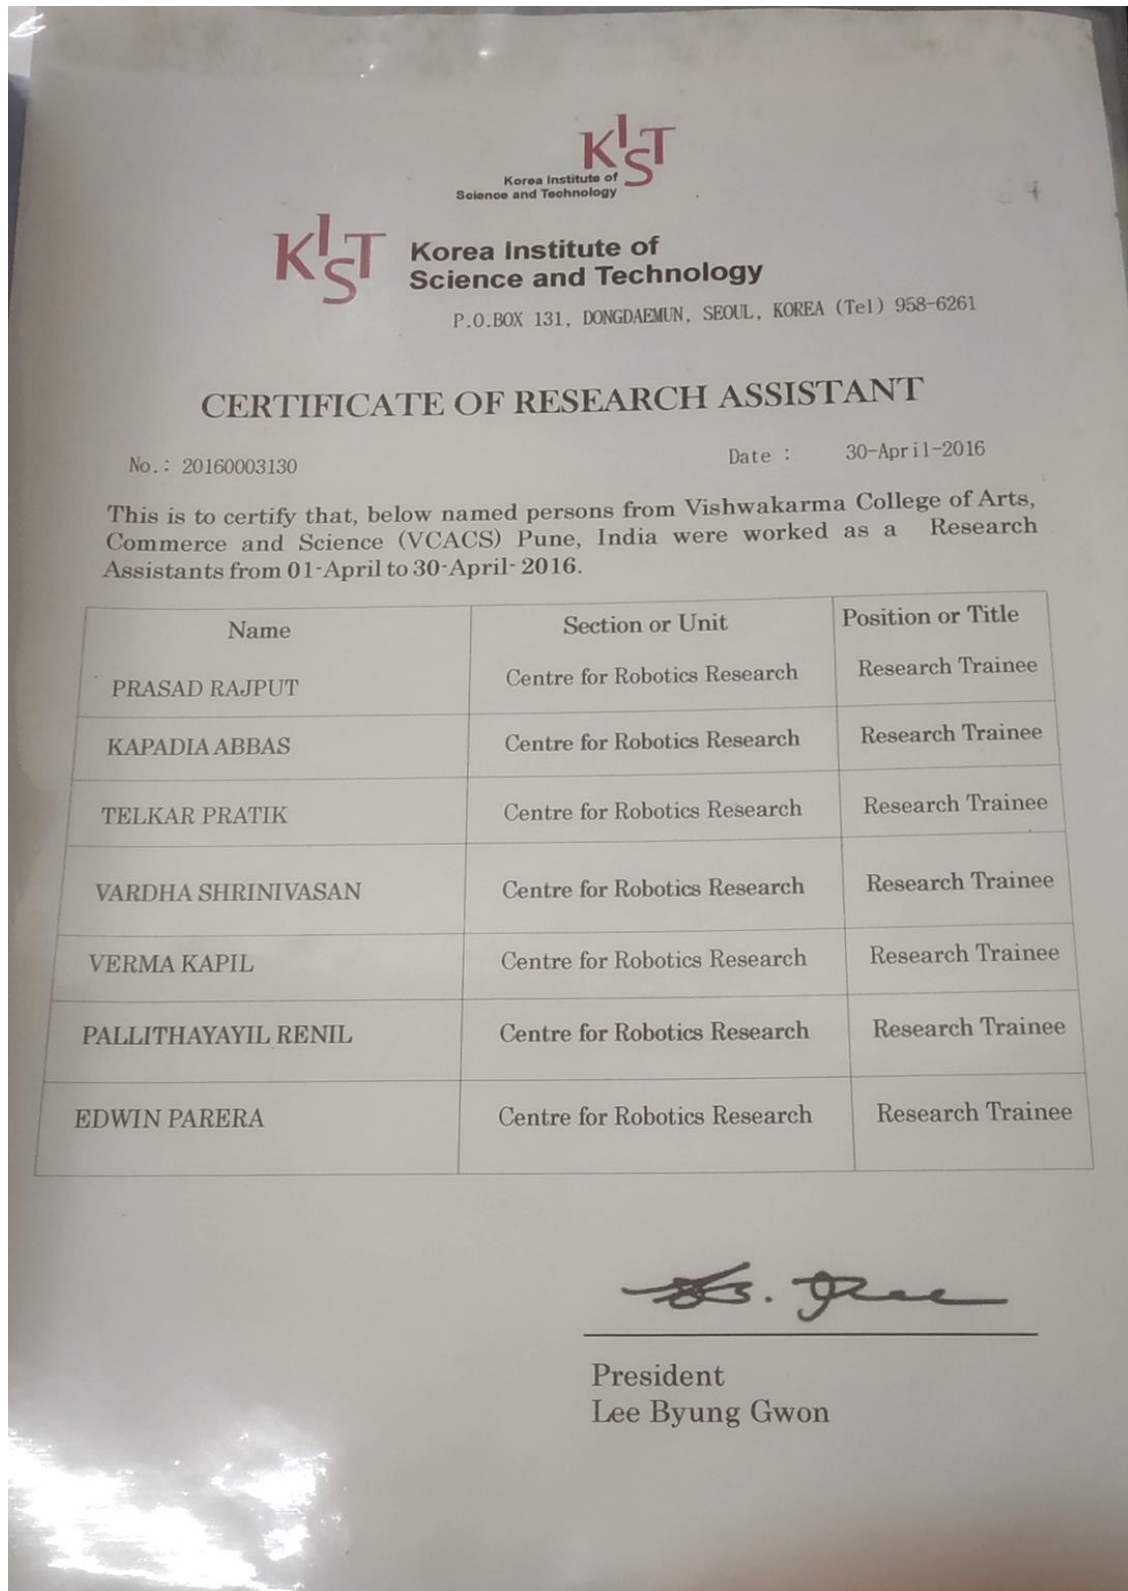 KIST
Korea Institute of
Science and Technology
KIST
Korea Institute of
Science and Technology
P.O.BOX 131, DONGDAEMUN, SEOUL, KOREA (Tel) 958-6261
CERTIFICATE OF RESEARCH ASSISTANT
No.: 20160003130 Date : 30-April-2016
This is to certify that, below named persons from Vishwakarma College of Arts,
Commerce and Science (VCACS) Pune, India were worked as a Research
Assistants from 01-April to 30-April- 2016.
Name Section or Unit Position or Title
PRASAD RAJPUT Centre for Robotics Research Research Trainee
KAPADIA ABBAS Centre for Robotics Research Research Trainee
TELKAR PRATIK Centre for Robotics Research Research Trainee
VARDHA SHRINIVASAN Centre for Robotics Research Research Trainee
VERMA KAPIL Centre for Robotics Research Research Trainee
PALLITHAYAYIL RENIL Centre for Robotics Research Research Trainee
EDWIN PARERA Centre for Robotics Research Research Trainee
President
Lee Byung Gwon